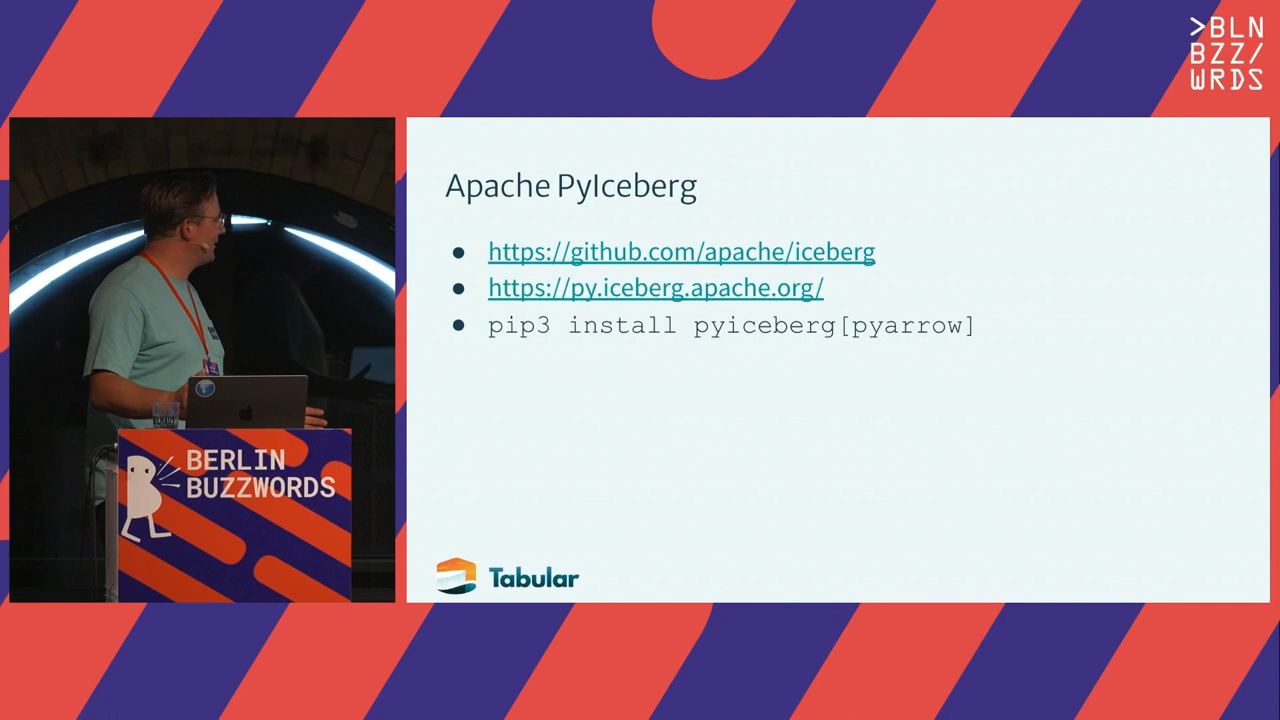 >BLN
BZZ/
WRDS
Apache PyIceberg
https://github.com/apache/iceberg
https://py.iceberg.apache.org/
pip3 install pyiceberg[pyarrow]
BERLIN
BUZZWORDS
Tabular